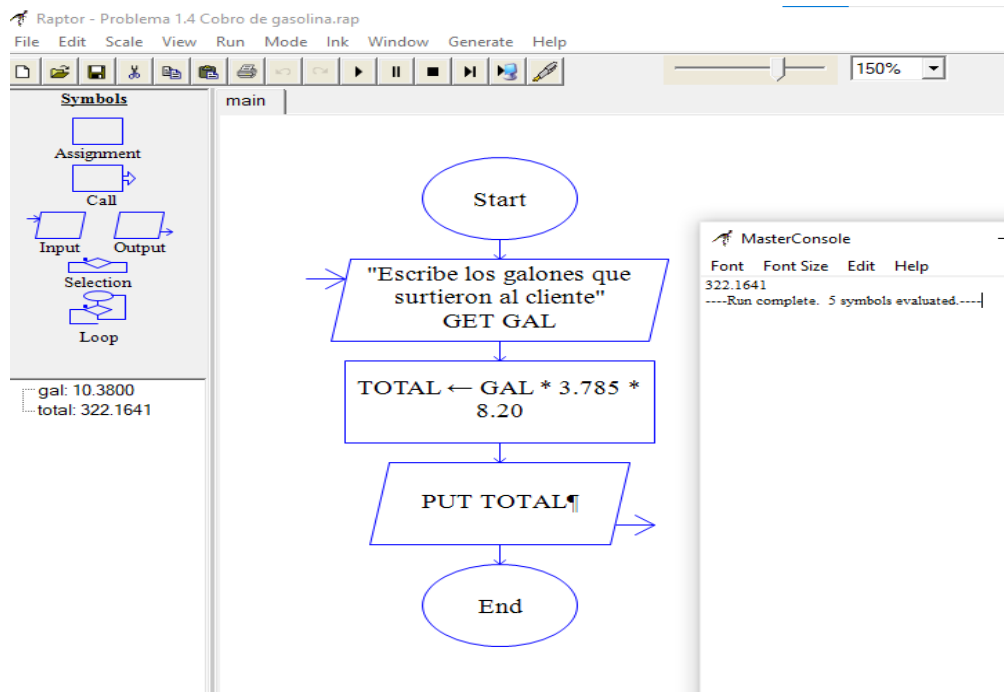 Raptor - Problema 1.4 Cobro de gasolina.rap
File Edit Scale View Run Mode Ink Window Generate Help
150%
Symbols
Assignment
Call
Input Output
Selection
Loop
gal: 10.3800
total: 322.1641
main
Start
"Escribe los galones que
surtieron al cliente"
GET GAL
TOTAL ← GAL * 3.785 *
8.20
PUT TOTAL¶
End
MasterConsole
Font Font Size Edit Help
322.1641
----Run complete. 5 symbols evaluated.----